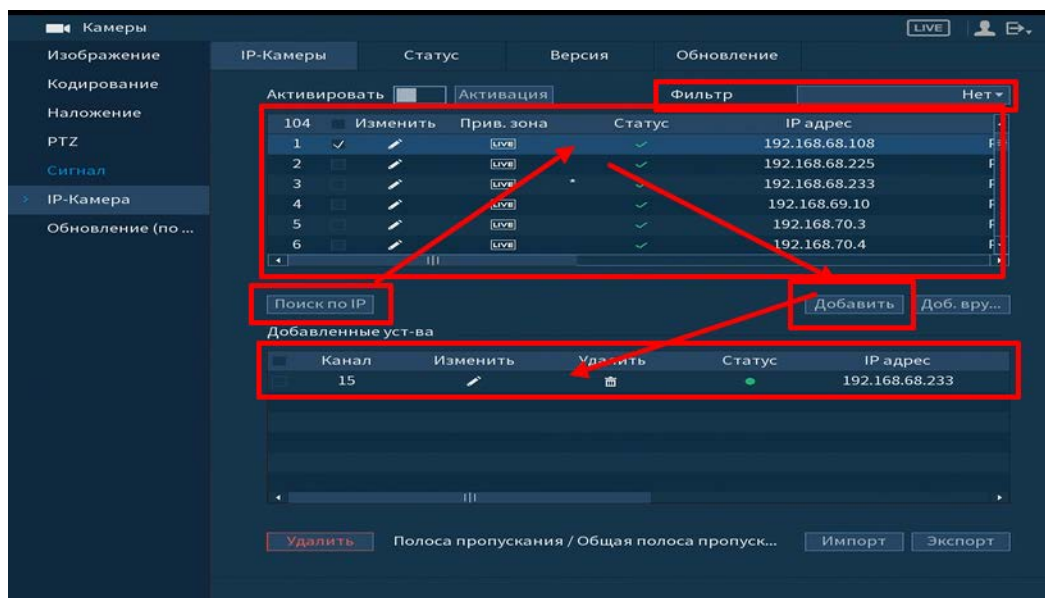 Камеры
LIVE
Изображение
Кодирование
Наложение
PTZ
Сигнал
IP-Камера
Обновление (по ...
IP-Камеры Статус Версия Обновление
Активировать Активация Фильтр Нет
104 Изменить Прив. зона Статус IP адрес
1 LIVE 192.168.68.108
2 LIVE 192.168.68.225
3 LIVE 192.168.68.233
4 LIVE 192.168.69.10
5 LIVE 192.168.70.3
6 LIVE 192.168.70.4
Поиск по IP Добавить Доб. вру...
Добавленные уст-ва
Канал Изменить Удалить Статус IP адрес
15 192.168.68.233
Удалить Полоса пропускания / Общая полоса пропуск... Импорт Экспорт